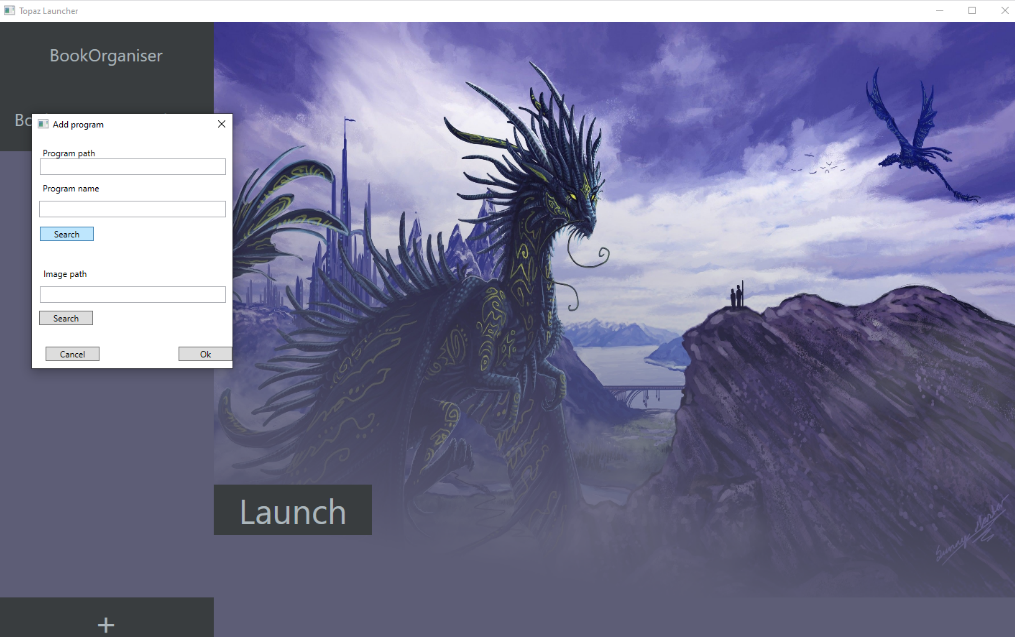 Topaz Launcher
BookOrganiser
Bo
Add program
Program path
Program name
Search
Image path
Search
Cancel
Ok
Launch
+